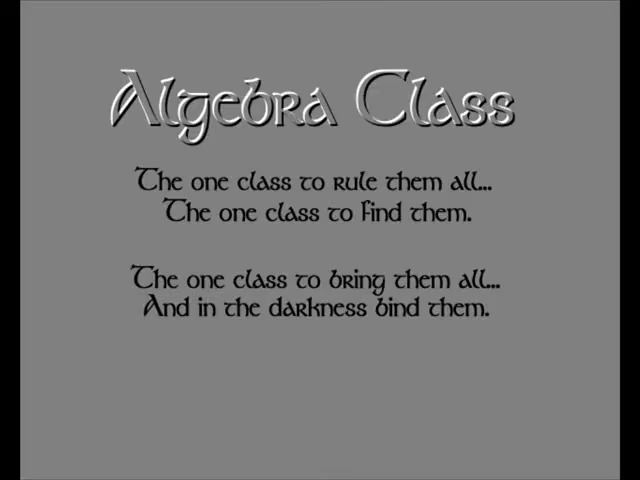 Algebra Class
The one class to rule them all...
The one class to find them.
The one class to bring them all...
And in the darkness bind them.